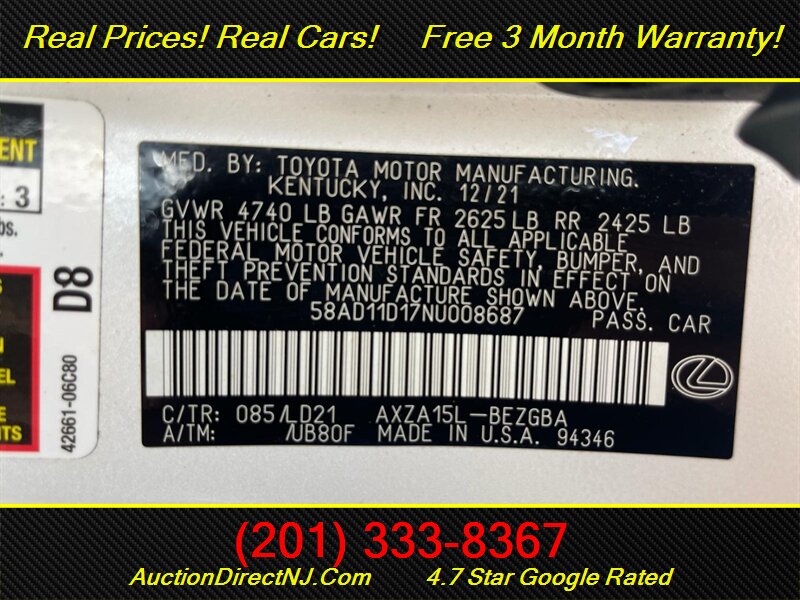 Real Prices! Real Cars! Free 3 Month Warranty!
ENT
: 3
bs.
D8
42661-06C80
EL
E
TS
MFD. BY: TOYOTA MOTOR MANUFACTURING.
KENTUCKY, INC. 12/21
GVWR 4740 LB GAWR FR 2625 LB RR 2425 LB
THIS VEHICLE CONFORMS TO ALL APPLICABLE
FEDERAL MOTOR VEHICLE SAFETY, BUMPER, AND
THEFT PREVENTION STANDARDS IN EFFECT ON
THE DATE OF MANUFACTURE SHOWN ABOVE.
58AD11D17NU008687 PASS. CAR
C/TR: 085/LD21 AXZA15L-BEZGBA
A/TM: /UB80F MADE IN U.S.A. 94346
(201) 333-8367
AuctionDirectNJ.Com 4.7 Star Google Rated